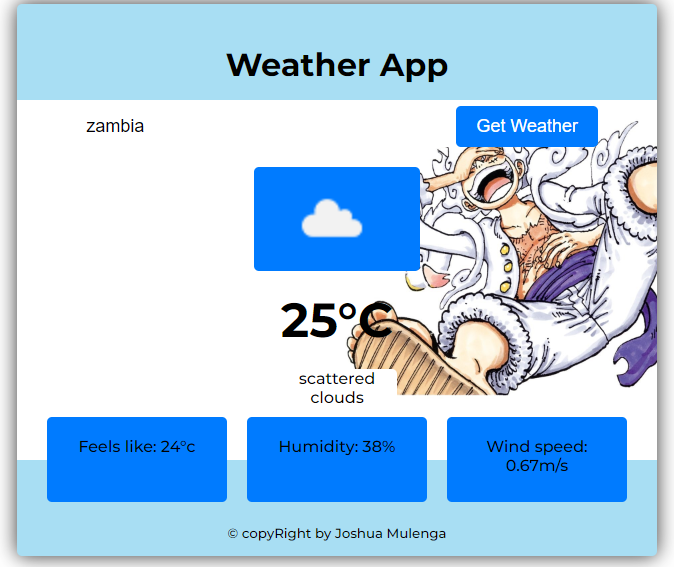 Weather App
zambia
Get Weather
25°C
scattered
clouds
Feels like: 24°c
Humidity: 38%
Wind speed:
0.67m/s
© copyRight by Joshua Mulenga